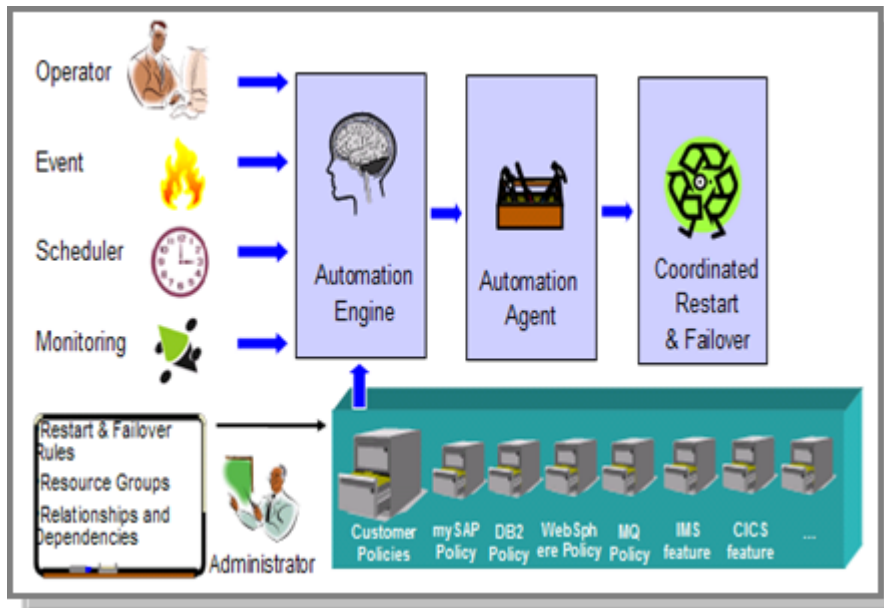 Operator
Event
Scheduler
Monitoring
Automation
Engine
Automation
Agent
Coordinated
Restart
& Failover
Restart & Failover
Rules
Resource Groups
Relationships and
Dependencies
Administrator
Customer
Policies
mySAP
Policy
DB2
Policy
WebSph
ere Policy
MQ
Policy
IMS
feature
CICS
feature
...